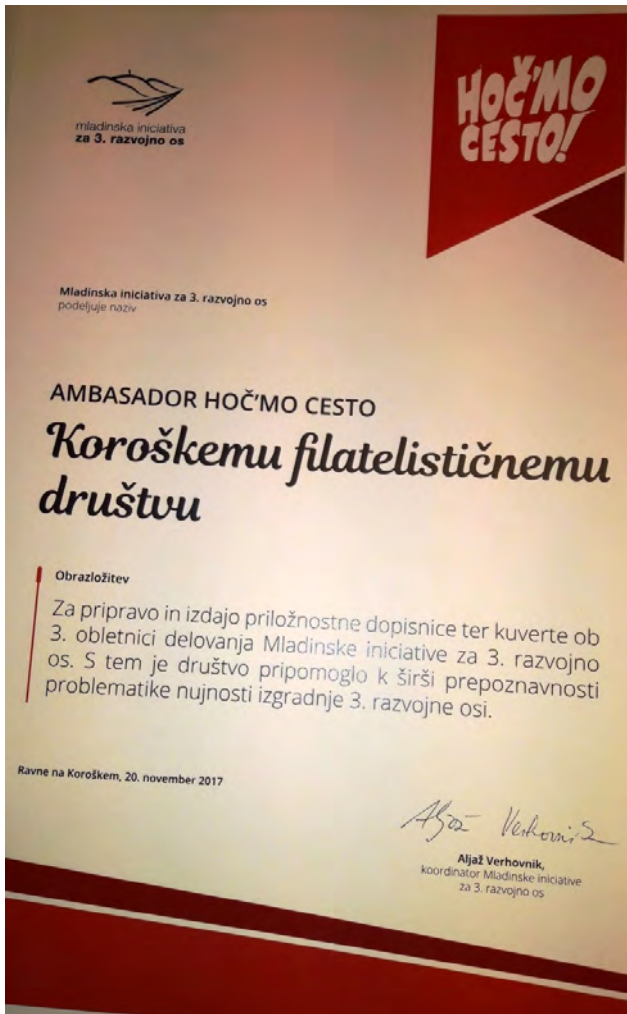 mladinska iniciativa
za 3. razvojno os
HOČ'MO
CESTO!
Mladinska iniciativa za 3. razvojno os
podeljuje naziv
AMBASADOR HOČ'MO CESTO
Koroškemu filatelističnemu
društvu
Obrazložitev
Za pripravo in izdajo priložnostne dopisnice ter kuverte ob
3. obletnici delovanja Mladinske iniciative za 3. razvojno
os. S tem je društvo pripomoglo k širši prepoznavnosti
problematike nujnosti izgradnje 3. razvojne osi.
Ravne na Koroškem, 20. november 2017
Aljaž Verhovnik
Aljaž Verhovnik,
koordinator Mladinske iniciative
za 3. razvojno os